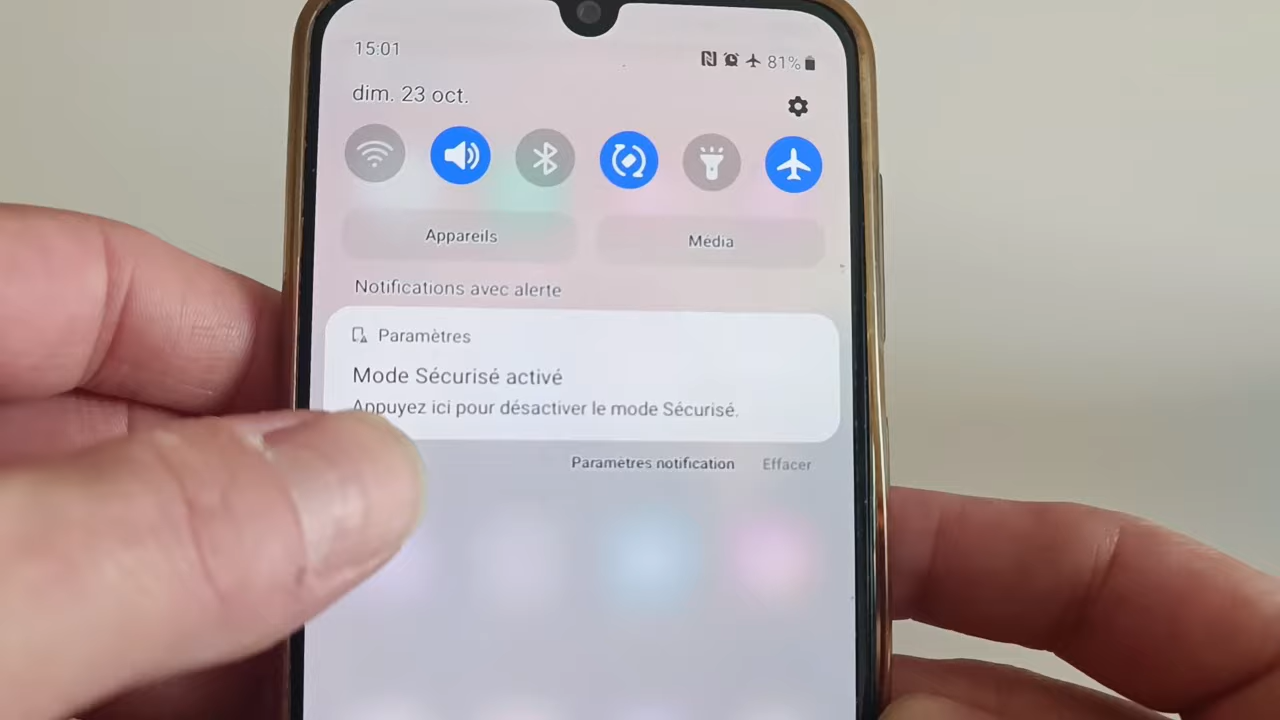 15:01
81%
dim. 23 oct.
Appareils
Média
Notifications avec alerte
Paramètres
Mode Sécurisé activé
Appuyez ici pour désactiver le mode Sécurisé.
Paramètres notification
Effacer